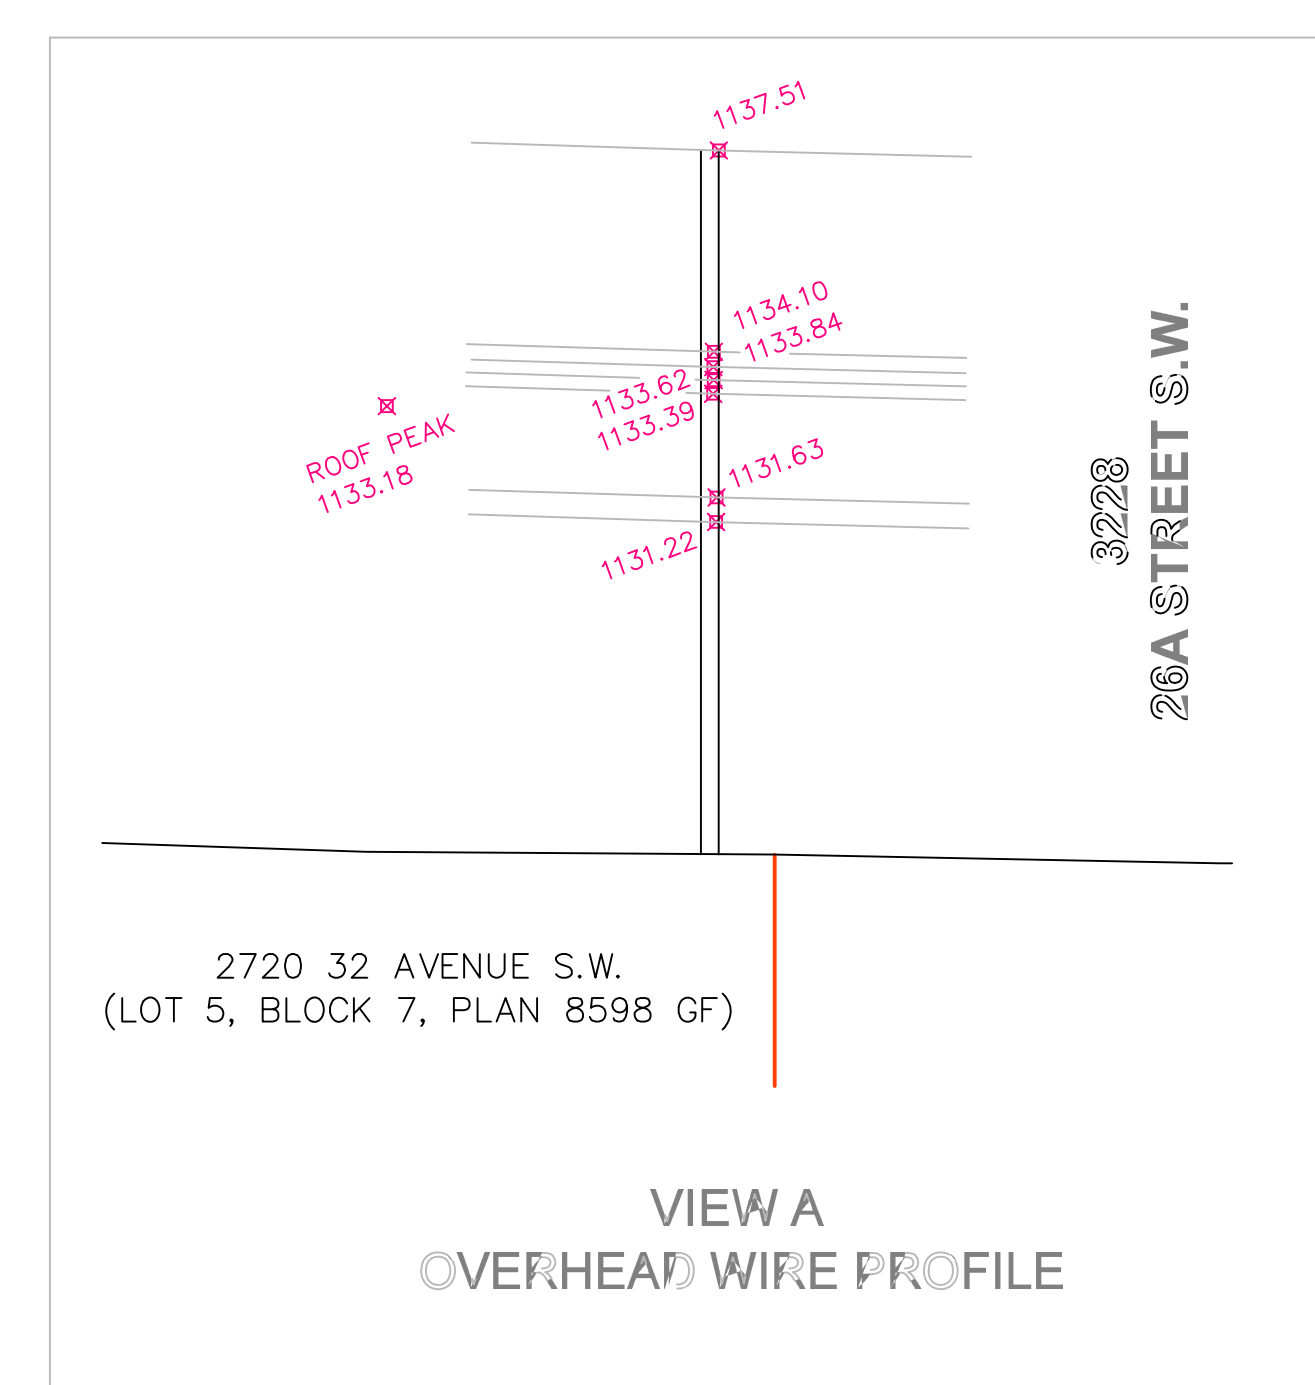 1137.51
1134.10
1133.84
1133.62
1133.39
ROOF PEAK
1133.18
1131.63
1131.22
3228
26A STREET S.W.
2720 32 AVENUE S.W.
(LOT 5, BLOCK 7, PLAN 8598 GF)
VIEW A
OVERHEAD WIRE PROFILE